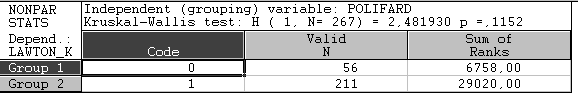 NONPAR Independent (grouping) variable: POLIFARD
STATS Kruskal-Wallis test: H ( 1, N= 267) = 2,481930 p =,1152
Depend.: Valid Sum of
LAWTON_K Code N Ranks
Group 1 0 56 6758,00
Group 2 1 211 29020,00